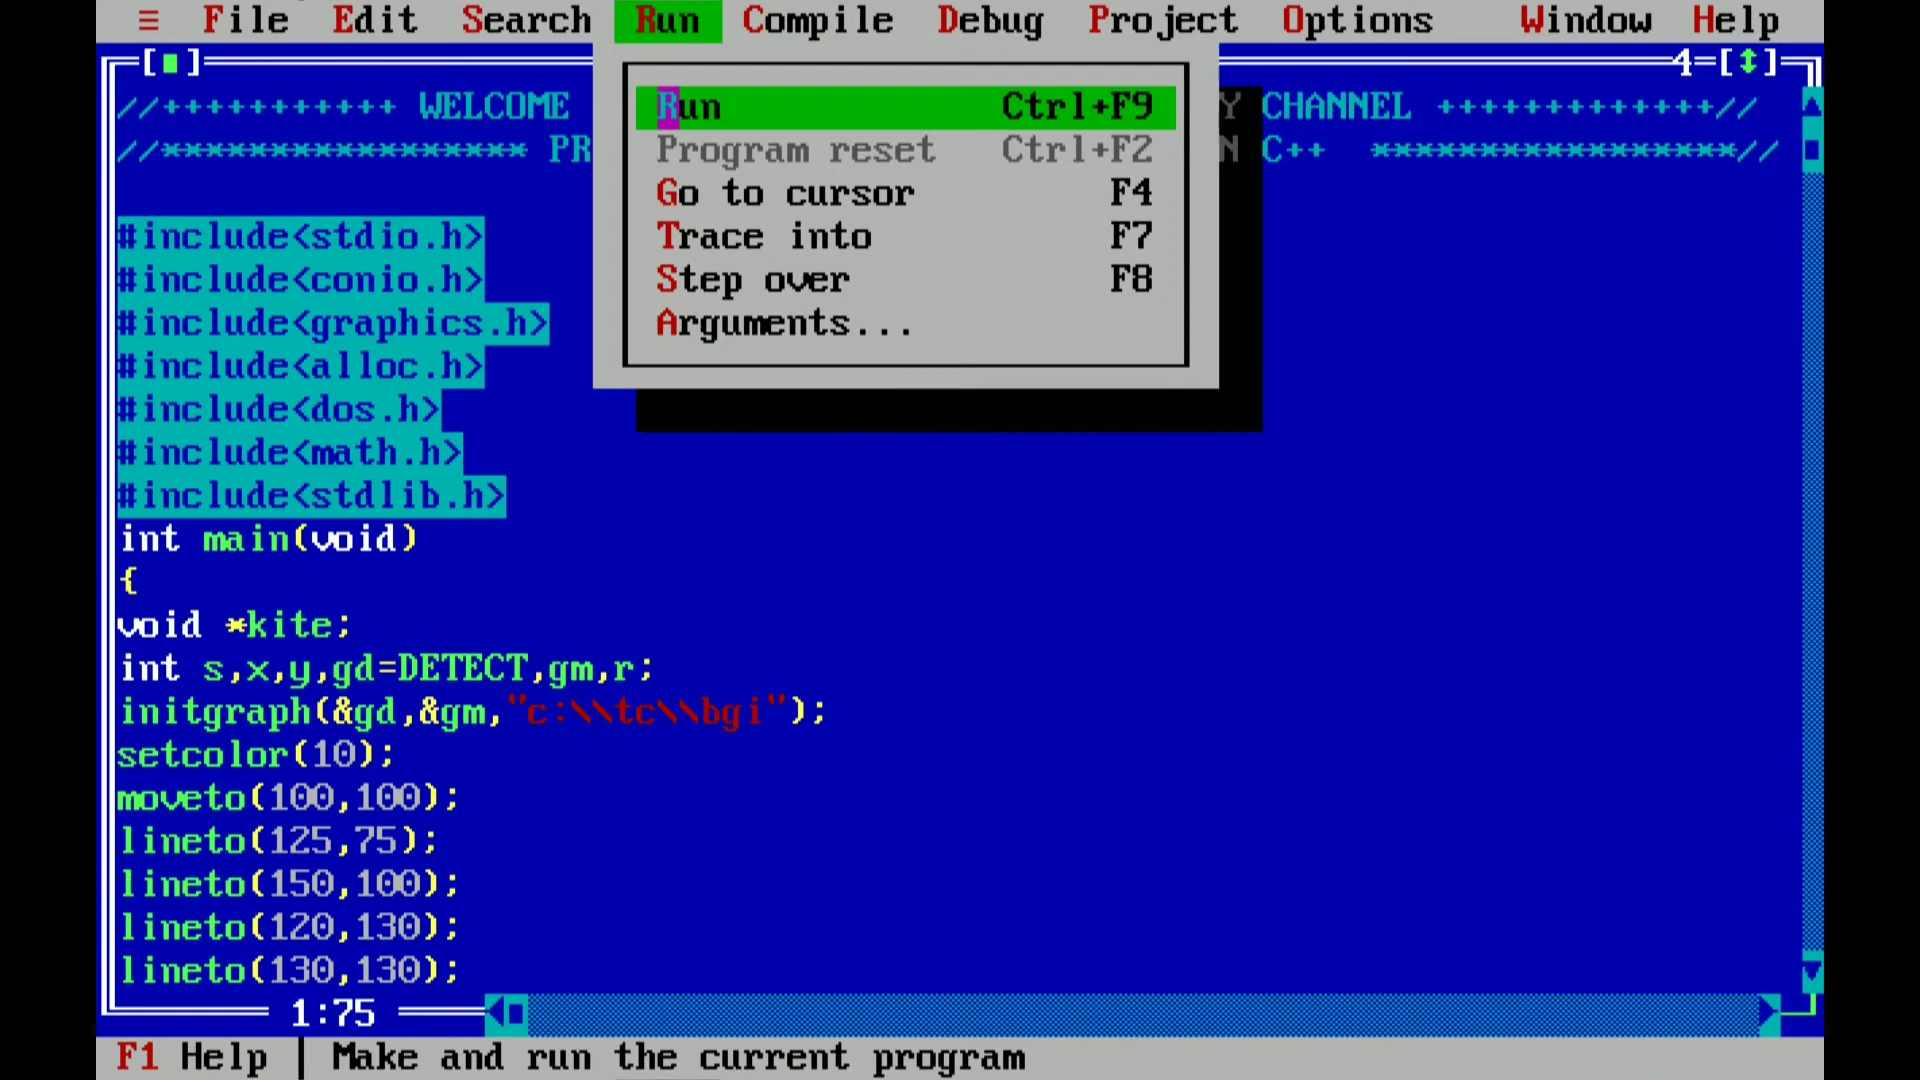 ≡ File Edit Search Run Compile Debug Project Options Window Help
[■] 4=[↕]
//+++++++++++ WELCOME Y CHANNEL +++++++++++++//
//***************** PR N C++ *****************//
Run Ctrl+F9
Program reset Ctrl+F2
Go to cursor F4
Trace into F7
Step over F8
Arguments...
#include<stdio.h>
#include<conio.h>
#include<graphics.h>
#include<alloc.h>
#include<dos.h>
#include<math.h>
#include<stdlib.h>
int main(void)
{
void *kite;
int s,x,y,gd=DETECT,gm,r;
initgraph(&gd,&gm,"c:\\tc\\bgi");
setcolor(10);
moveto(100,100);
lineto(125,75);
lineto(150,100);
lineto(120,130);
lineto(130,130);
1:75
F1 Help | Make and run the current program